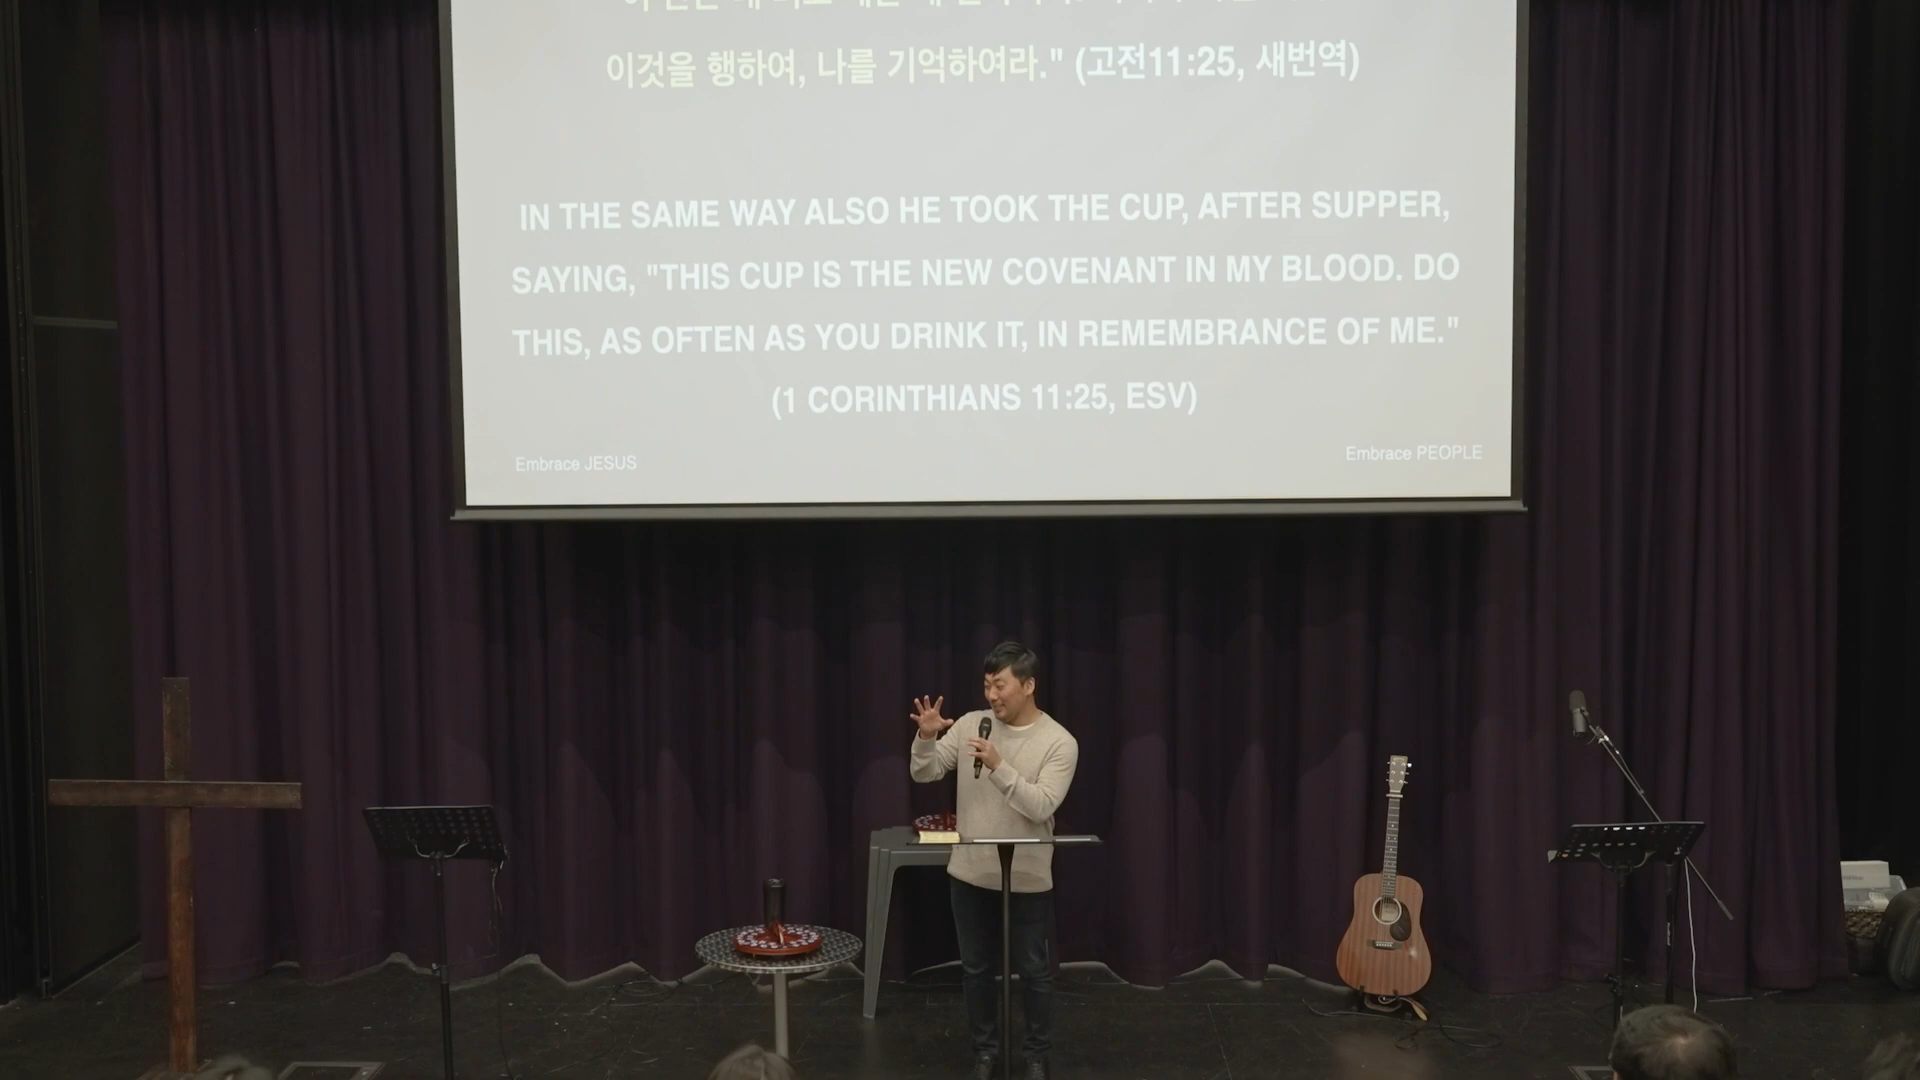 이것을 행하여, 나를 기억하여라." (고전11:25, 새번역)
IN THE SAME WAY ALSO HE TOOK THE CUP, AFTER SUPPER,
SAYING, "THIS CUP IS THE NEW COVENANT IN MY BLOOD. DO
THIS, AS OFTEN AS YOU DRINK IT, IN REMEMBRANCE OF ME."
(1 CORINTHIANS 11:25, ESV)
Embrace JESUS
Embrace PEOPLE